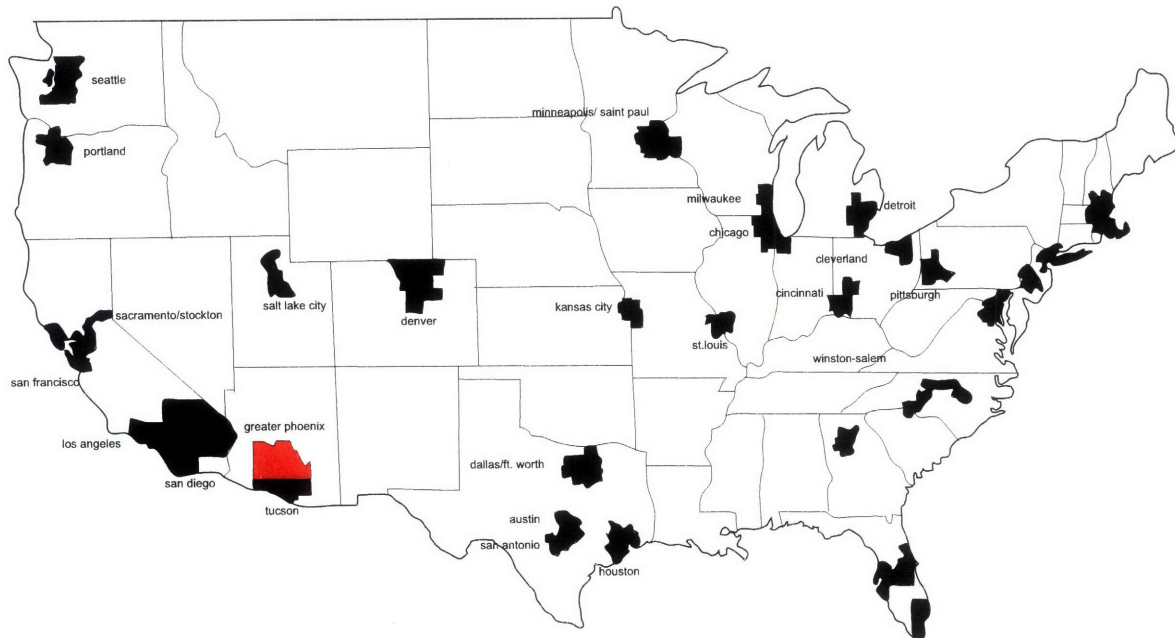 seattle
minneapolis/ saint paul
portland
milwaukee
detroit
chicago
cleverland
salt lake city
cincinnati
pittsburgh
sacramento/stockton
denver
kansas city
st.louis
winston-salem
san francisco
greater phoenix
los angeles
dallas/ft. worth
san diego
tucson
austin
san antonio
houston